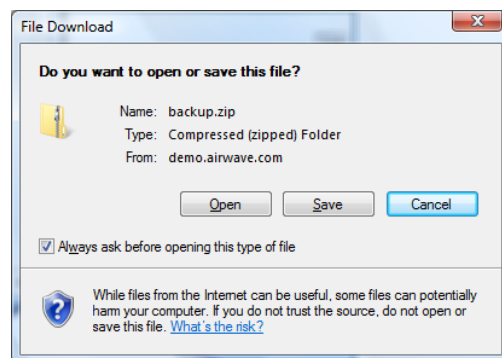 File Download
Do you want to open or save this file?
Name: backup.zip
Type: Compressed (zipped) Folder
From: demo.airwave.com
Open Save Cancel
Always ask before opening this type of file
While files from the Internet can be useful, some files can potentially
harm your computer. If you do not trust the source, do not open or
save this file. What's the risk?